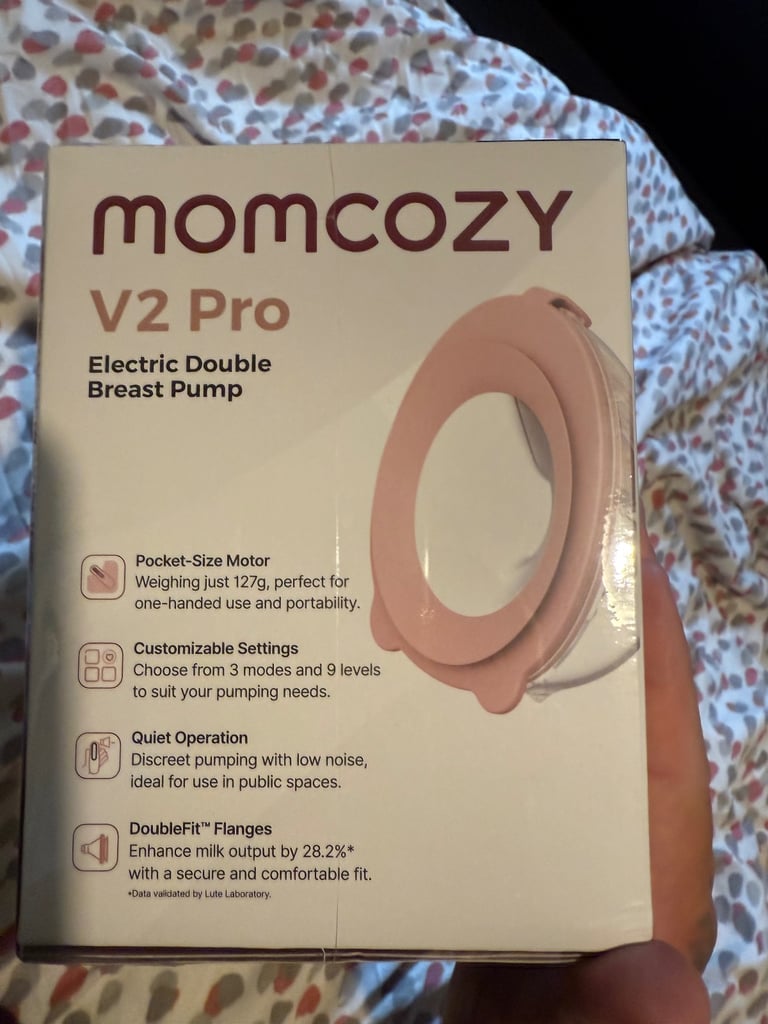 momcozy
V2 Pro
Electric Double
Breast Pump
Pocket-Size Motor
Weighing just 127g, perfect for
one-handed use and portability.
Customizable Settings
Choose from 3 modes and 9 levels
to suit your pumping needs.
Quiet Operation
Discreet pumping with low noise,
ideal for use in public spaces.
DoubleFit™ Flanges
Enhance milk output by 28.2%*
with a secure and comfortable fit.
*Data validated by Lute Laboratory.